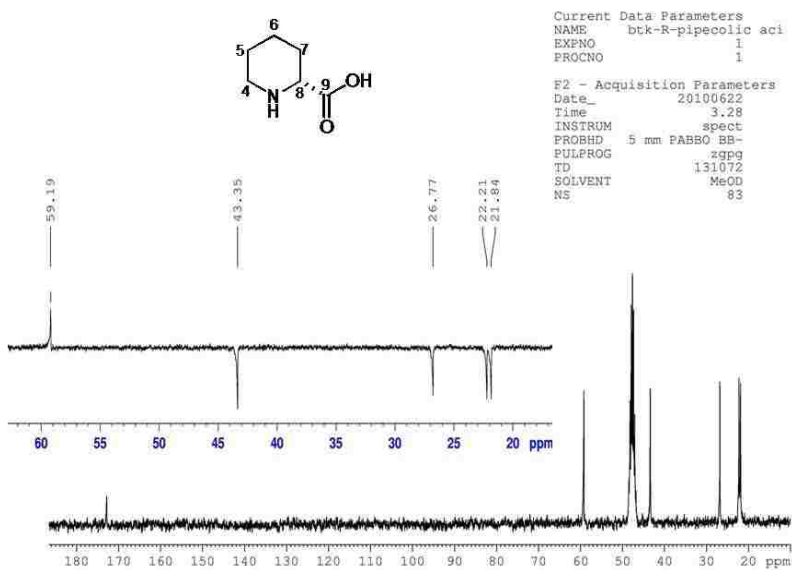 6
5
7
4
8
9
N
H
OH
O
Current Data Parameters
NAME btk-R-pipecolic aci
EXPNO 1
PROCNO 1
F2 - Acquisition Parameters
Date_ 20100622
Time 3.28
INSTRUM spect
PROBHD 5 mm PABBO BB-
PULPROG zgpg
TD 131072
SOLVENT MeOD
NS 83
59.19
43.35
26.77
22.21
21.84
60 55 50 45 40 35 30 25 20 ppm
180 170 160 150 140 130 120 110 100 90 80 70 60 50 40 30 20 ppm